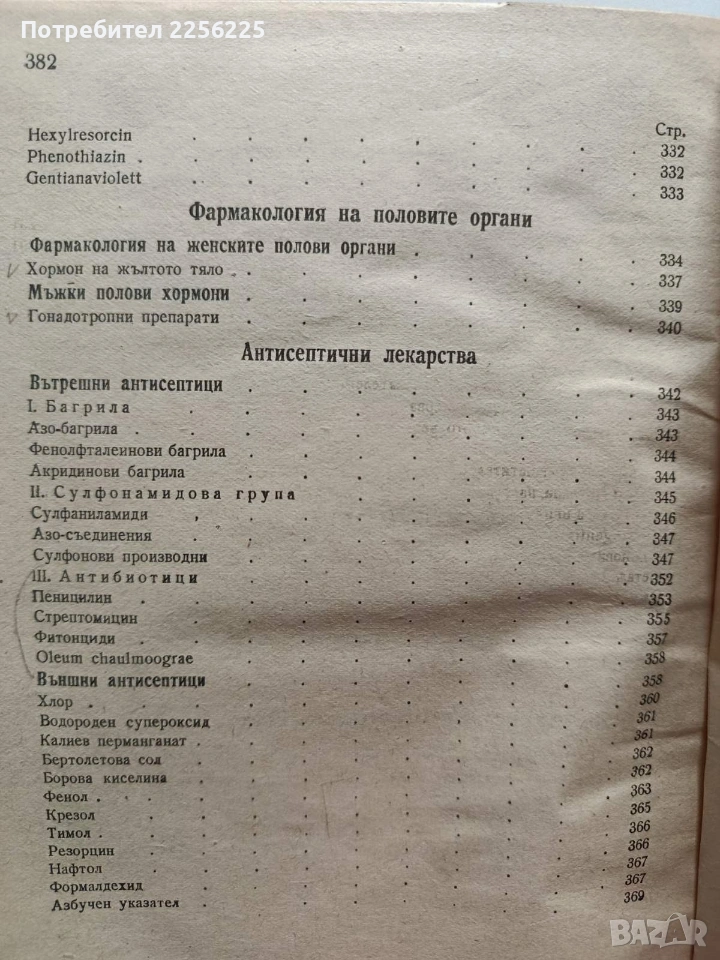 Потребител 2256225
382
Стр.
Hexylresorcin . . . . . . . . . 332
Phenothiazin . . . . . . . . . 332
Gentianaviolett . . . . . . . . . 333
Фармакология на половите органи
Фармакология на женските полови органи . . . . . . 334
Хормон на жълтото тяло . . . . . . . . 337
Мъжки полови хормони . . . . . . . . 339
Гонадотропни препарати . . . . . . . . 340
Антисептични лекарства
Вътрешни антисептици . . . . . . . . 342
I. Багрила . . . . . . . . . 343
Азо-багрила . . . . . . . . . 343
Фенолфталеинови багрила . . . . . . . . 344
Акридинови багрила . . . . . . . . 344
II. Сулфонамидова група . . . . . . . 345
Сулфаниламиди . . . . . . . . . 346
Азо-съединения . . . . . . . . . 347
Сулфонови производни . . . . . . . . 347
III. Антибиотици . . . . . . . . . 352
Пеницилин . . . . . . . . . 353
Стрептомицин . . . . . . . . . 355
Фитонциди . . . . . . . . . 357
Oleum chaulmoograe . . . . . . . . 358
Външни антисептици . . . . . . . . 358
Хлор . . . . . . . . . . 360
Водороден супероксид . . . . . . . . 361
Калиев перманганат . . . . . . . . 361
Бертолетова сол . . . . . . . . . 362
Борова киселина . . . . . . . . . 362
Фенол . . . . . . . . . . 363
Крезол . . . . . . . . . 365
Тимол . . . . . . . . . . 366
Резорцин . . . . . . . . . 366
Нафтол . . . . . . . . . 367
Формалдехид . . . . . . . . . 367
Азбучен указател . . . . . . . . . 369
BAZAR